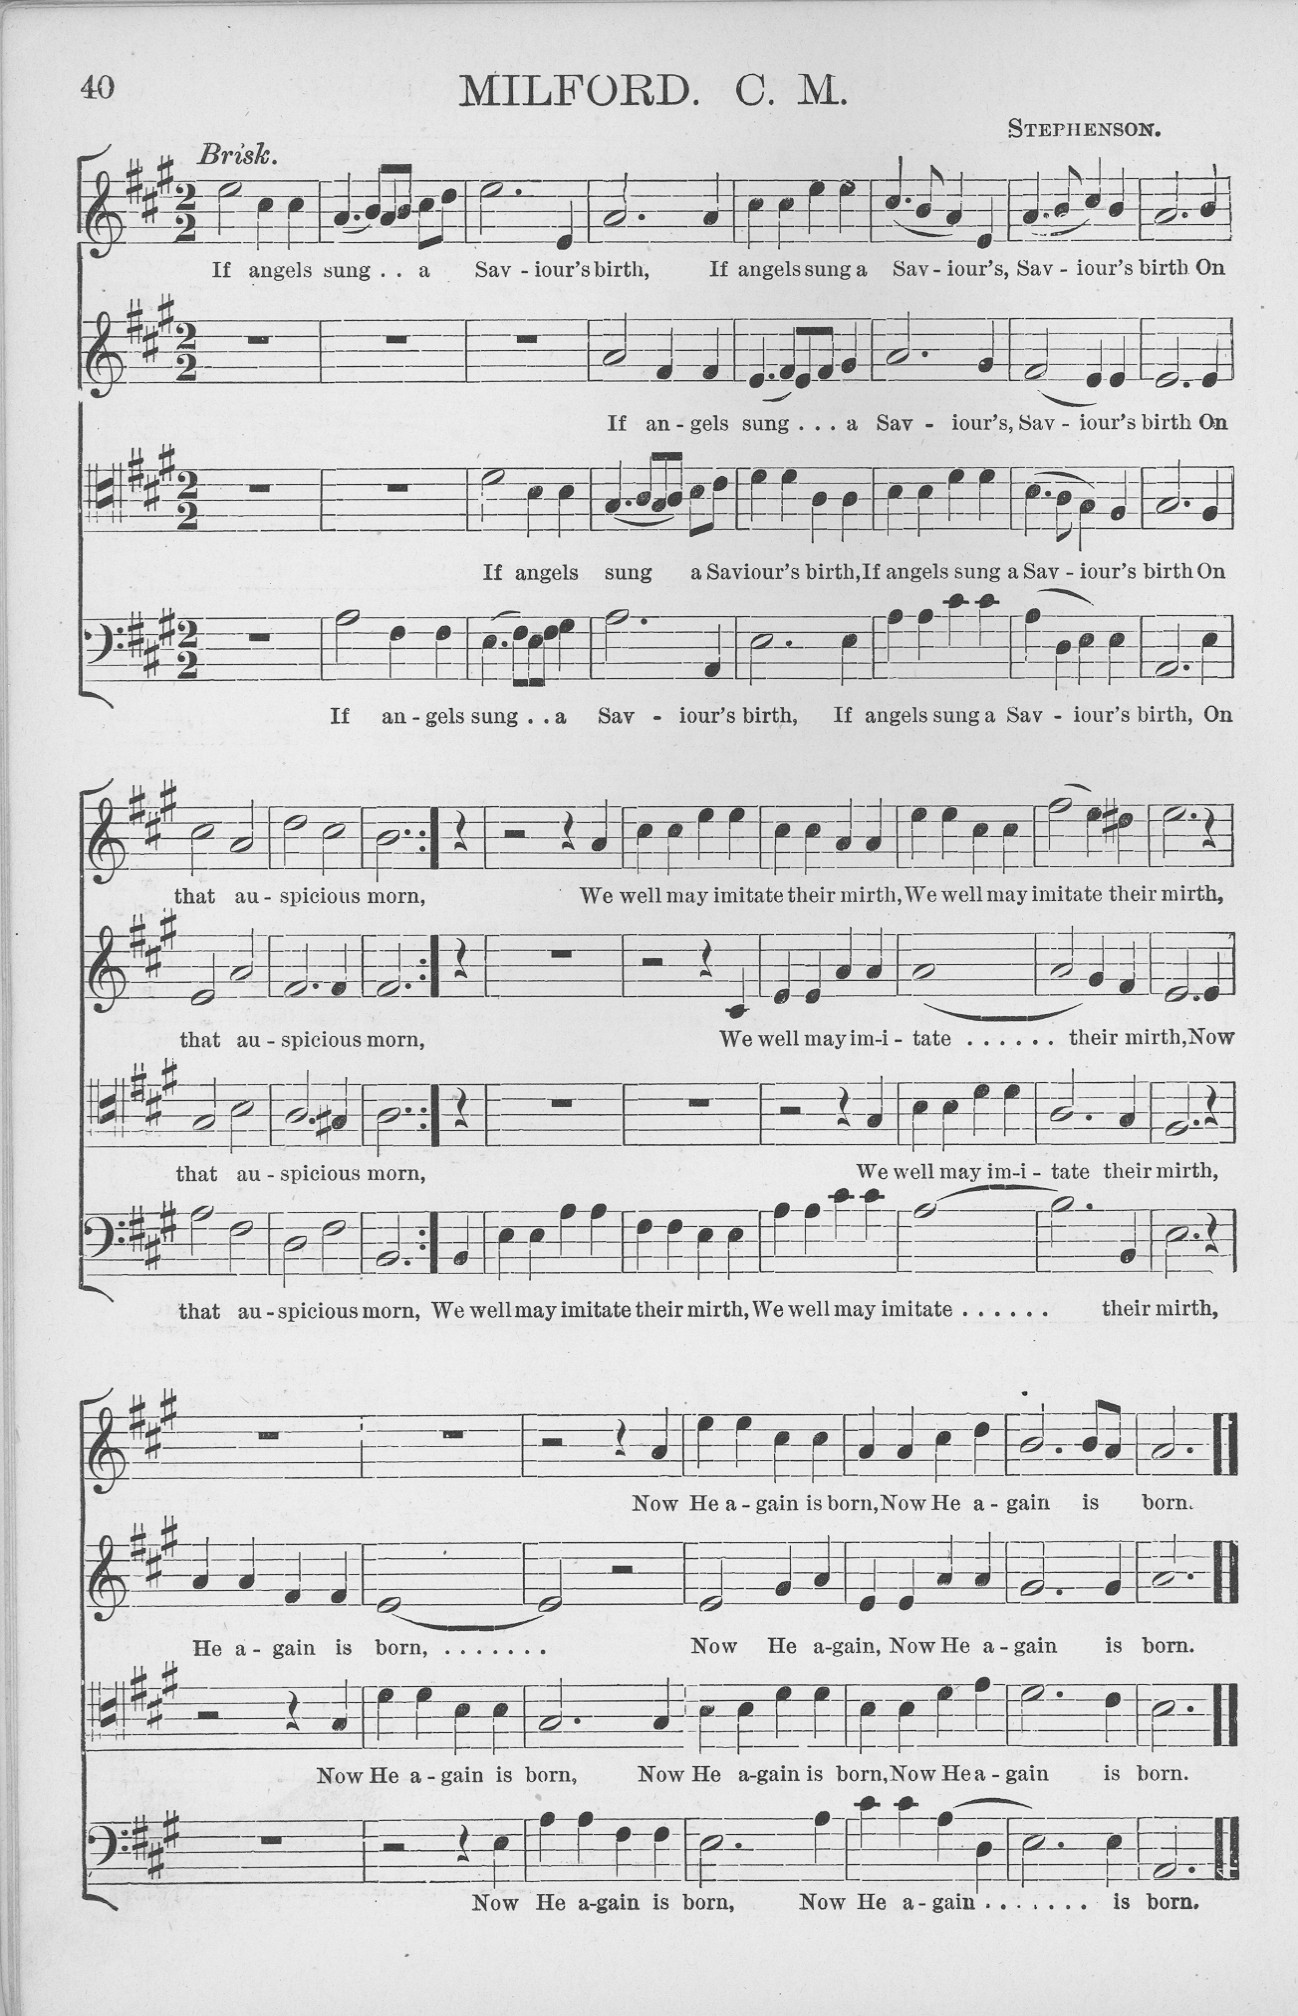 40
MILFORD. C. M.
STEPHENSON.
Brisk.
If angels sung . . a Sav - iour's birth, If angels sung a Sav - iour's, Sav - iour's birth On
If an - gels sung . . . a Sav - iour's, Sav - iour's birth On
If angels sung a Saviour's birth, If angels sung a Sav - iour's birth On
If an - gels sung . . a Sav - iour's birth, If angels sung a Sav - iour's birth, On
that au - spicious morn, We well may imitate their mirth, We well may imitate their mirth,
that au - spicious morn, We well may im-i - tate . . . . . . their mirth, Now
that au - spicious morn, We well may im-i - tate their mirth,
that au - spicious morn, We well may imitate their mirth, We well may imitate . . . . . . their mirth,
Now He a - gain is born, Now He a - gain is born.
He a - gain is born, . . . . . . . Now He a-gain, Now He a - gain is born.
Now He a - gain is born, Now He a-gain is born, Now He a - gain is born.
Now He a-gain is born, Now He a - gain . . . . . . . is born.